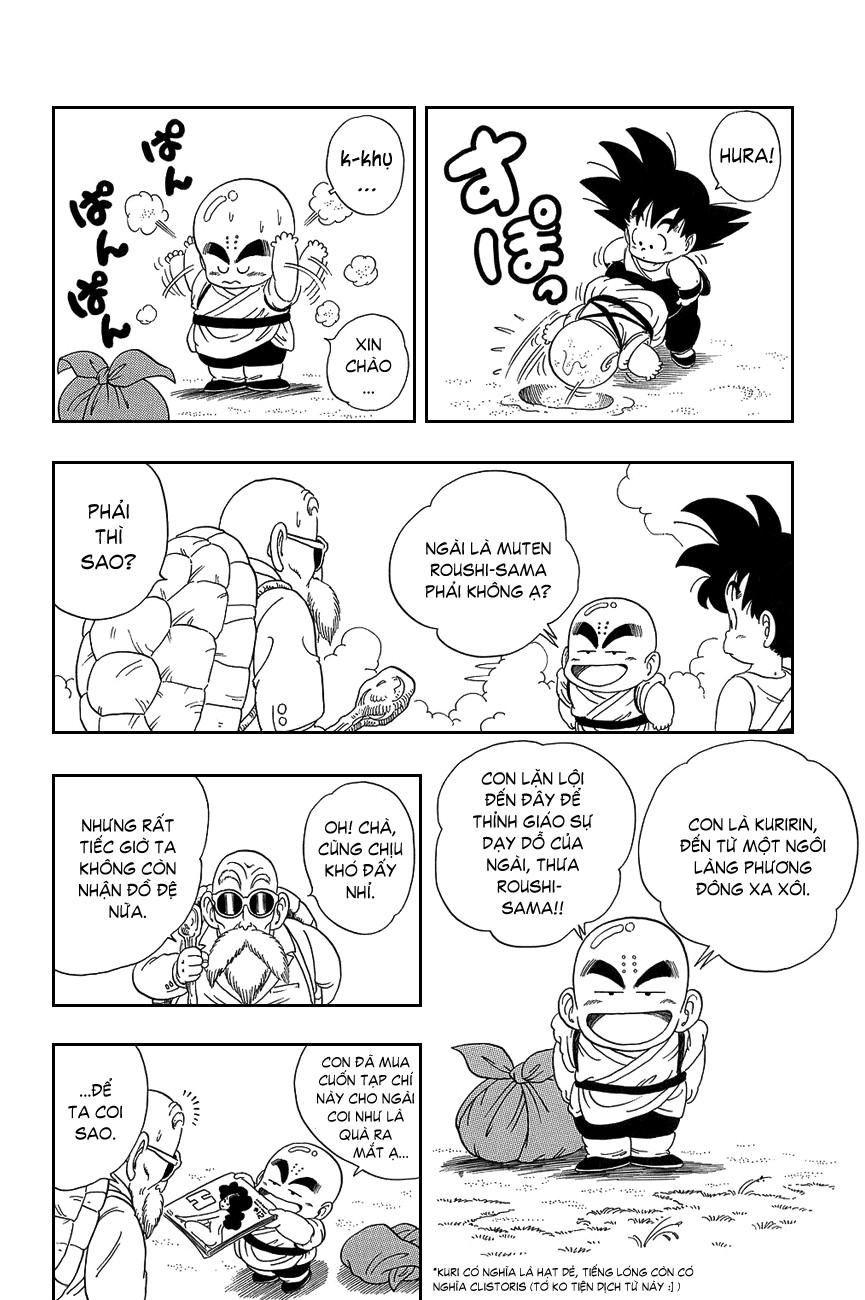 HURA!
すぽっ
K-KHỤ
...
ぱん
ぱん
ぱん
XIN
CHÀO
...
NGÀI LÀ MUTEN
ROUSHI-SAMA
PHẢI KHÔNG Ạ?
PHẢI
THÌ
SAO?
CON LÀ KURIRIN,
ĐẾN TỪ MỘT NGÔI
LÀNG PHƯƠNG
ĐÔNG XA XÔI.
CON LẶN LỘI
ĐẾN ĐÂY ĐỂ
THỈNH GIÁO SỰ
DẠY DỖ CỦA
NGÀI, THƯA
ROUSHI-
SAMA!!
OH! CHÀ,
CŨNG CHỊU
KHÓ ĐẤY
NHỈ.
NHƯNG RẤT
TIẾC GIỜ TA
KHÔNG CÒN
NHẬN ĐỒ ĐỆ
NỮA.
CON ĐÃ MUA
CUỐN TẠP CHÍ
NÀY CHO NGÀI
COI NHƯ LÀ
QUÀ RA
MẮT Ạ...
...ĐỂ
TA COI
SAO.
*KURI CÓ NGHĨA LÀ HẠT DẺ, TIẾNG LÓNG CÒN CÓ
NGHĨA CLISTORIS (TỚ KO TIỆN DỊCH TỪ NÀY :] )